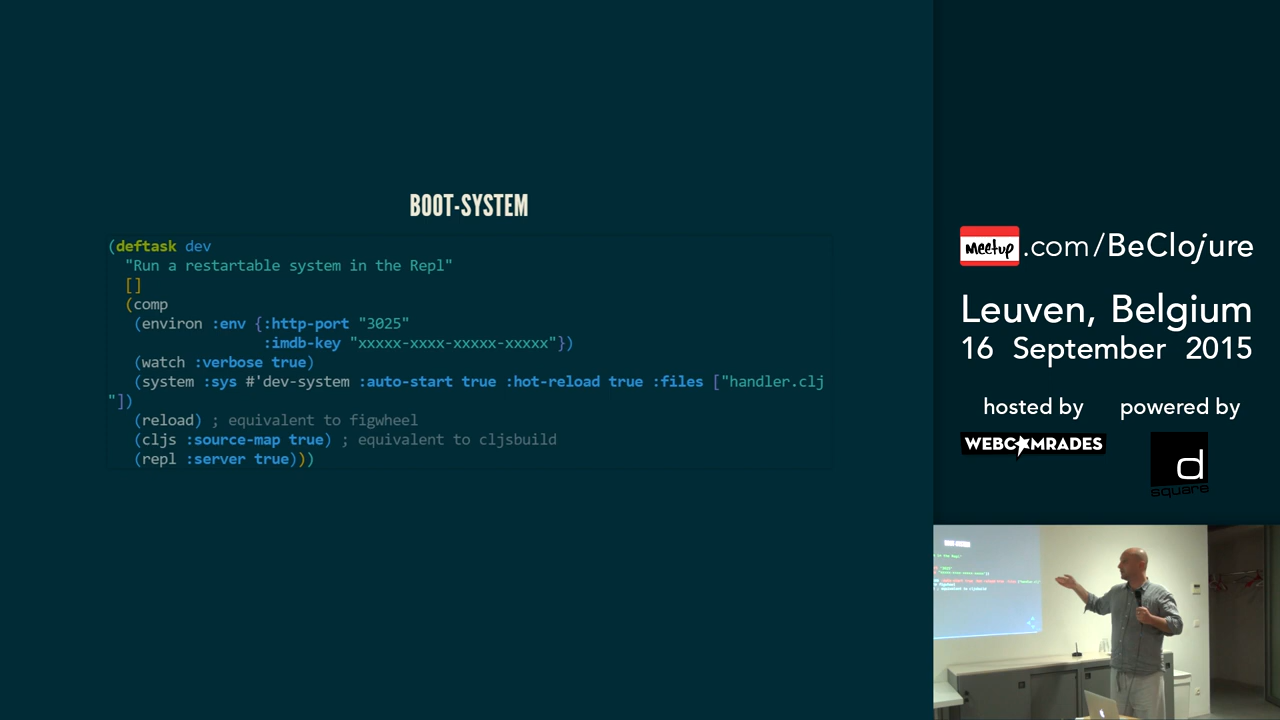 BOOT-SYSTEM
(deftask dev
"Run a restartable system in the Repl"
[]
(comp
(environ :env {:http-port "3025"
:imdb-key "xxxxx-xxxx-xxxxx-xxxxx"})
(watch :verbose true)
(system :sys #'dev-system :auto-start true :hot-reload true :files ["handler.clj
"])
(reload) ; equivalent to figwheel
(cljs :source-map true) ; equivalent to cljsbuild
(repl :server true)))
meetup.com/BeClojure
Leuven, Belgium
16 September 2015
hosted by powered by
WEBCOMRADES
d
square